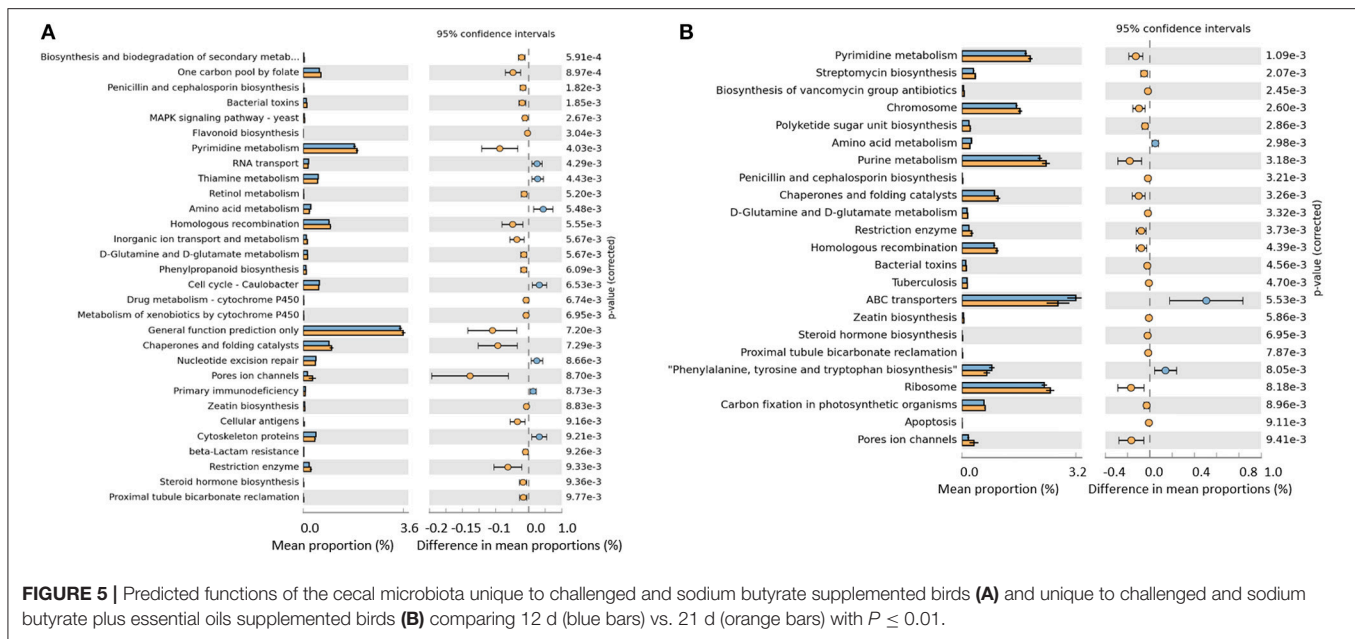 A
95% confidence intervals
Biosynthesis and biodegradation of secondary metab... 5.91e-4
One carbon pool by folate 8.97e-4
Penicillin and cephalosporin biosynthesis 1.82e-3
Bacterial toxins 1.85e-3
MAPK signaling pathway - yeast 2.67e-3
Flavonoid biosynthesis 3.04e-3
Pyrimidine metabolism 4.03e-3
RNA transport 4.29e-3
Thiamine metabolism 4.43e-3
Retinol metabolism 5.20e-3
Amino acid metabolism 5.48e-3
Homologous recombination 5.55e-3
Inorganic ion transport and metabolism 5.67e-3
D-Glutamine and D-glutamate metabolism 5.67e-3
Phenylpropanoid biosynthesis 6.09e-3
Cell cycle - Caulobacter 6.53e-3
Drug metabolism - cytochrome P450 6.74e-3
Metabolism of xenobiotics by cytochrome P450 6.95e-3
General function prediction only 7.20e-3
Chaperones and folding catalysts 7.29e-3
Nucleotide excision repair 8.66e-3
Pores ion channels 8.70e-3
Primary immunodeficiency 8.73e-3
Zeatin biosynthesis 8.83e-3
Cellular antigens 9.16e-3
Cytoskeleton proteins 9.21e-3
beta-Lactam resistance 9.26e-3
Restriction enzyme 9.33e-3
Steroid hormone biosynthesis 9.36e-3
Proximal tubule bicarbonate reclamation 9.77e-3
p-value (corrected)
0.0 3.6 -0.2 -0.15 -0.1 0.0 1.0
Mean proportion (%) Difference in mean proportions (%)
B
95% confidence intervals
Pyrimidine metabolism 1.09e-3
Streptomycin biosynthesis 2.07e-3
Biosynthesis of vancomycin group antibiotics 2.45e-3
Chromosome 2.60e-3
Polyketide sugar unit biosynthesis 2.86e-3
Amino acid metabolism 2.98e-3
Purine metabolism 3.18e-3
Penicillin and cephalosporin biosynthesis 3.21e-3
Chaperones and folding catalysts 3.26e-3
D-Glutamine and D-glutamate metabolism 3.32e-3
Restriction enzyme 3.73e-3
Homologous recombination 4.39e-3
Bacterial toxins 4.56e-3
Tuberculosis 4.70e-3
ABC transporters 5.53e-3
Zeatin biosynthesis 5.86e-3
Steroid hormone biosynthesis 6.95e-3
Proximal tubule bicarbonate reclamation 7.87e-3
"Phenylalanine, tyrosine and tryptophan biosynthesis" 8.05e-3
Ribosome 8.18e-3
Carbon fixation in photosynthetic organisms 8.96e-3
Apoptosis 9.11e-3
Pores ion channels 9.41e-3
p-value (corrected)
0.0 3.2 -0.4 0.0 0.4 0.8 1.0
Mean proportion (%) Difference in mean proportions (%)
FIGURE 5 | Predicted functions of the cecal microbiota unique to challenged and sodium butyrate supplemented birds (A) and unique to challenged and sodium
butyrate plus essential oils supplemented birds (B) comparing 12 d (blue bars) vs. 21 d (orange bars) with P ≤ 0.01.